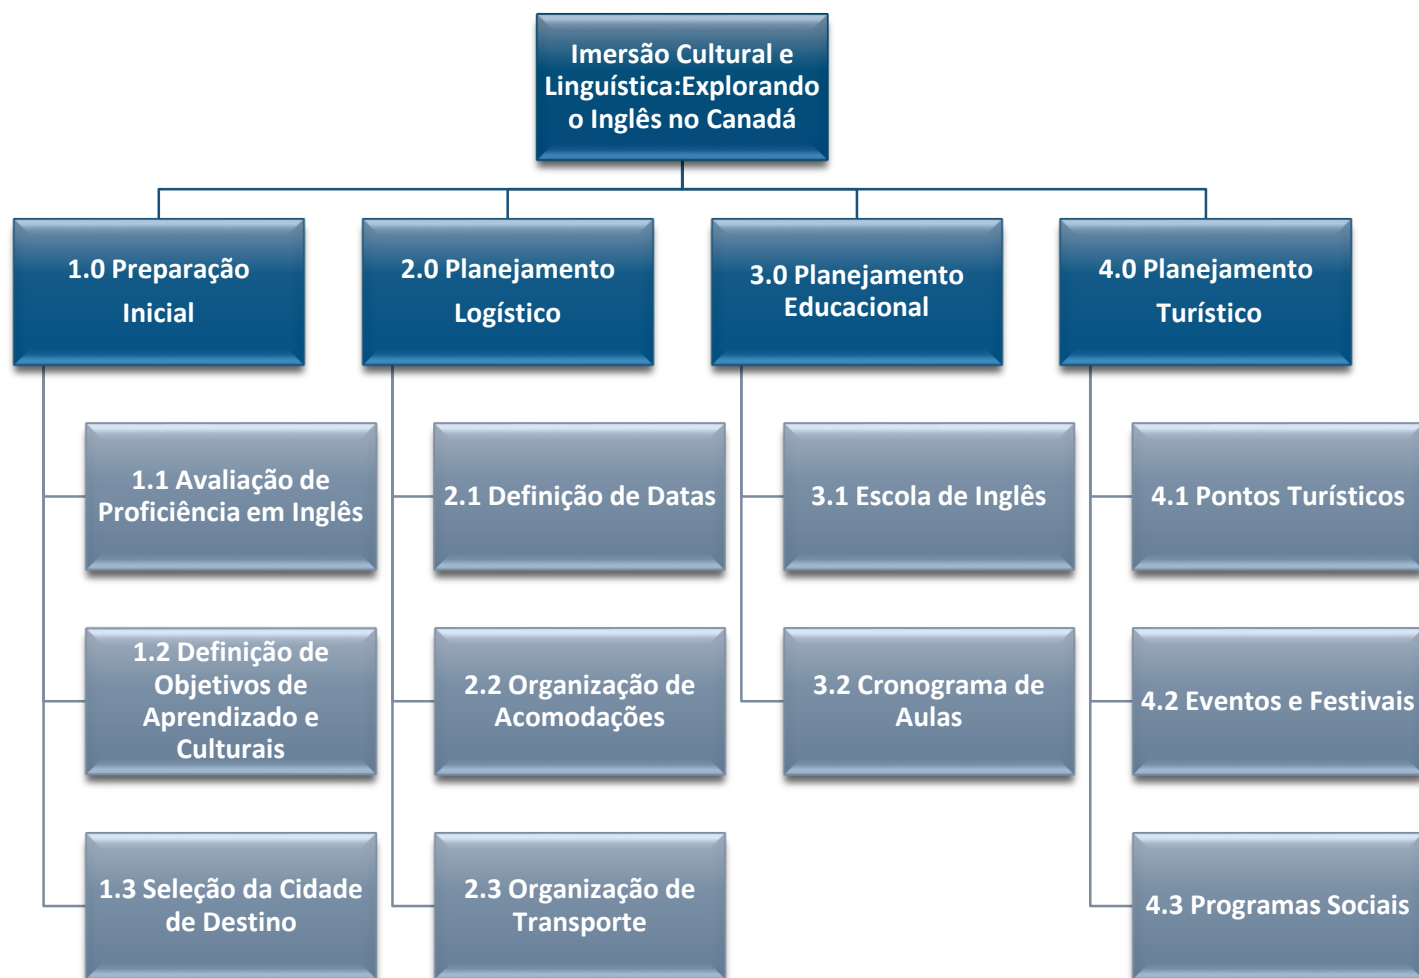 Imersão Cultural e
Linguística:Explorando
o Inglês no Canadá
1.0 Preparação
Inicial
2.0 Planejamento
Logístico
3.0 Planejamento
Educacional
4.0 Planejamento
Turístico
1.1 Avaliação de
Proficiência em Inglês
2.1 Definição de Datas
3.1 Escola de Inglês
4.1 Pontos Turísticos
1.2 Definição de
Objetivos de
Aprendizado e
Culturais
2.2 Organização de
Acomodações
3.2 Cronograma de
Aulas
4.2 Eventos e Festivais
1.3 Seleção da Cidade
de Destino
2.3 Organização de
Transporte
4.3 Programas Sociais